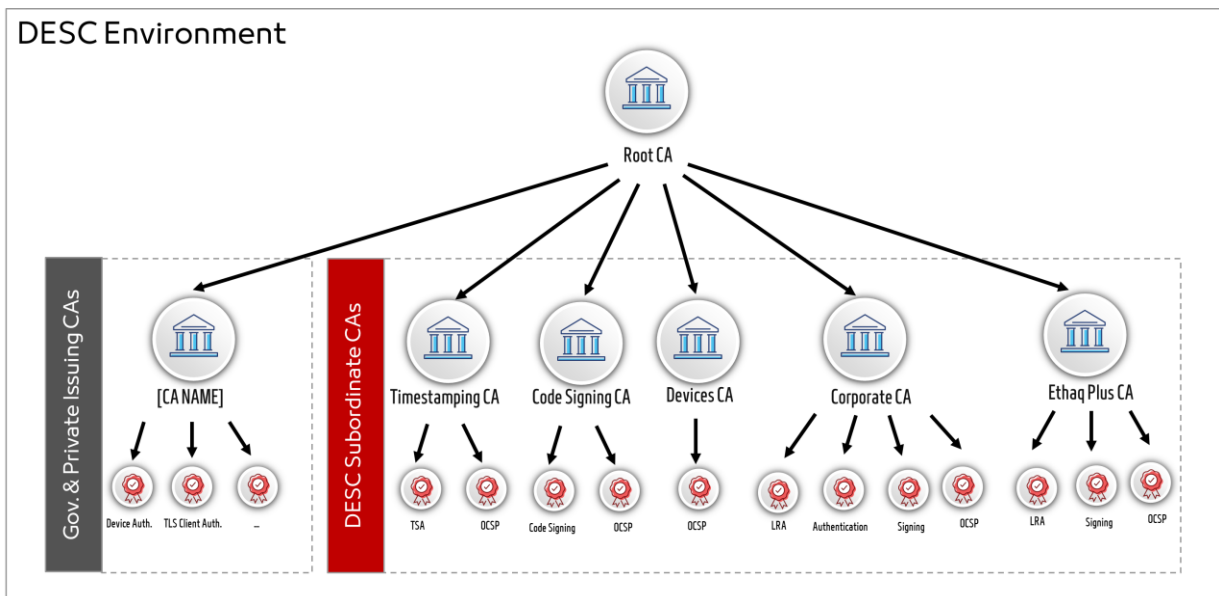 DESC Environment
Root CA
Gov. & Private Issuing CAs
[CA NAME]
Device Auth.
TLS Client Auth.
...
DESC Subordinate CAs
Timestamping CA
Code Signing CA
Devices CA
Corporate CA
Ethaq Plus CA
TSA
OCSP
Code Signing
OCSP
OCSP
LRA
Authentication
Signing
OCSP
LRA
Signing
OCSP